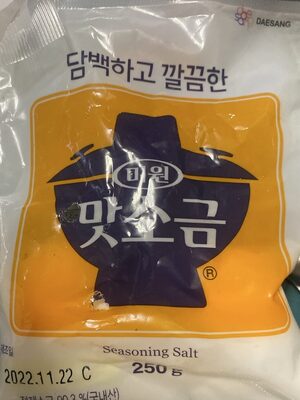 DAESANG
담백하고 깔끔한
미원
맛소금
®
Seasoning Salt
250g
2022.11.22 C